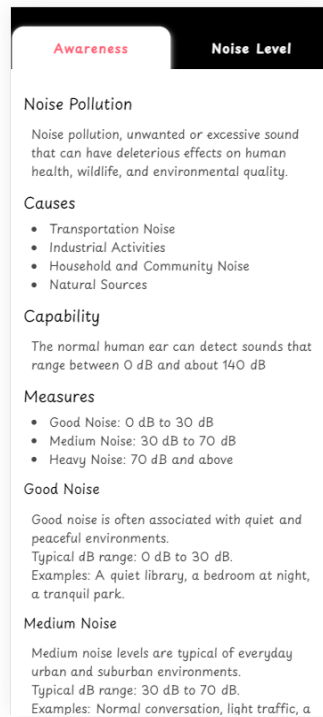 Awareness
Noise Level
Noise Pollution
Noise pollution, unwanted or excessive sound
that can have deleterious effects on human
health, wildlife, and environmental quality.
Causes
• Transportation Noise
• Industrial Activities
• Household and Community Noise
• Natural Sources
Capability
The normal human ear can detect sounds that
range between 0 dB and about 140 dB
Measures
• Good Noise: 0 dB to 30 dB
• Medium Noise: 30 dB to 70 dB
• Heavy Noise: 70 dB and above
Good Noise
Good noise is often associated with quiet and
peaceful environments.
Typical dB range: 0 dB to 30 dB.
Examples: A quiet library, a bedroom at night,
a tranquil park.
Medium Noise
Medium noise levels are typical of everyday
urban and suburban environments.
Typical dB range: 30 dB to 70 dB.
Examples: Normal conversation, light traffic, a